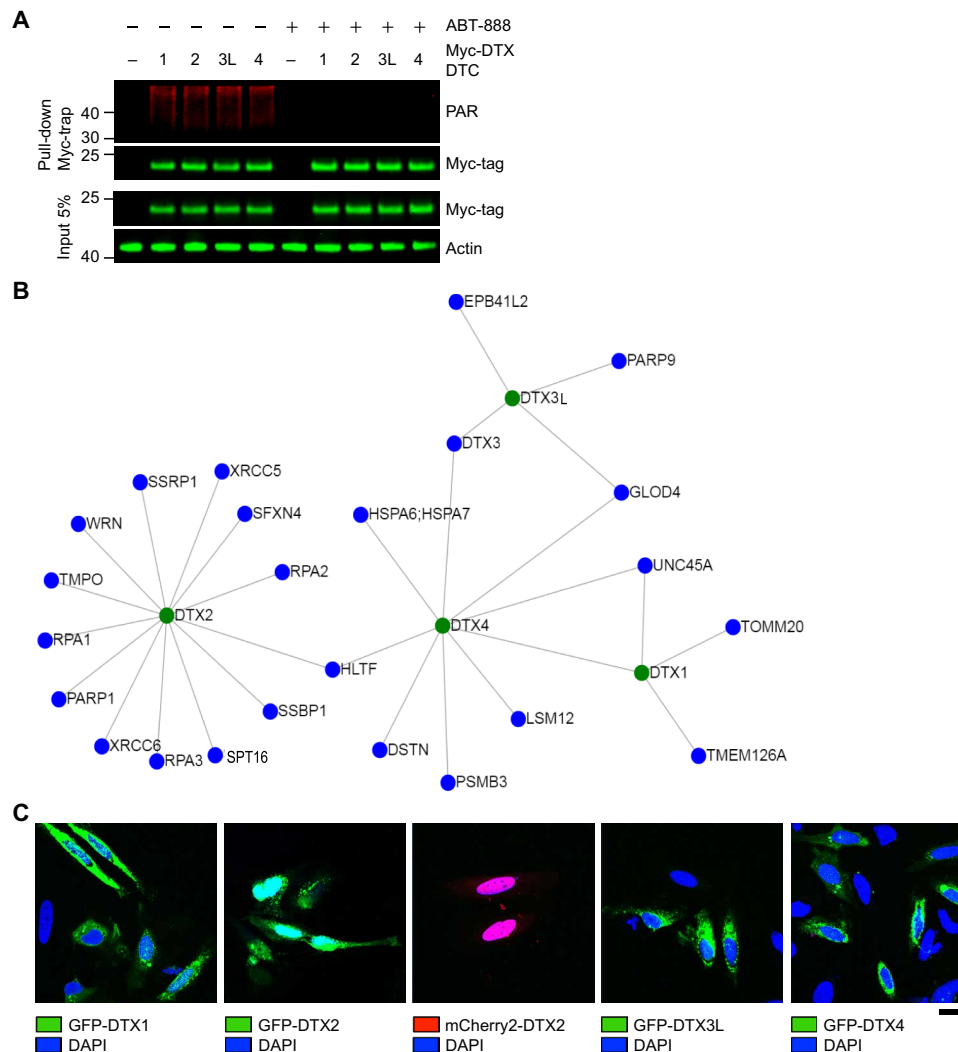 A
– – – – – + + + + + ABT-888
– 1 2 3L 4 – 1 2 3L 4 Myc-DTX DTC
Pull-down Myc-trap
40
30
PAR
25
Myc-tag
Input 5%
25
Myc-tag
40
Actin
B
EPB41L2
PARP9
DTX3L
DTX3
XRCC5
SSRP1
GLOD4
SFXN4
HSPA6;HSPA7
WRN
UNC45A
RPA2
TMPO
DTX2
DTX4
TOMM20
RPA1
HLTF
DTX1
PARP1
SSBP1
LSM12
XRCC6
DSTN
SPT16
TMEM126A
RPA3
PSMB3
C
GFP-DTX1 GFP-DTX2 mCherry2-DTX2 GFP-DTX3L GFP-DTX4
DAPI DAPI DAPI DAPI DAPI